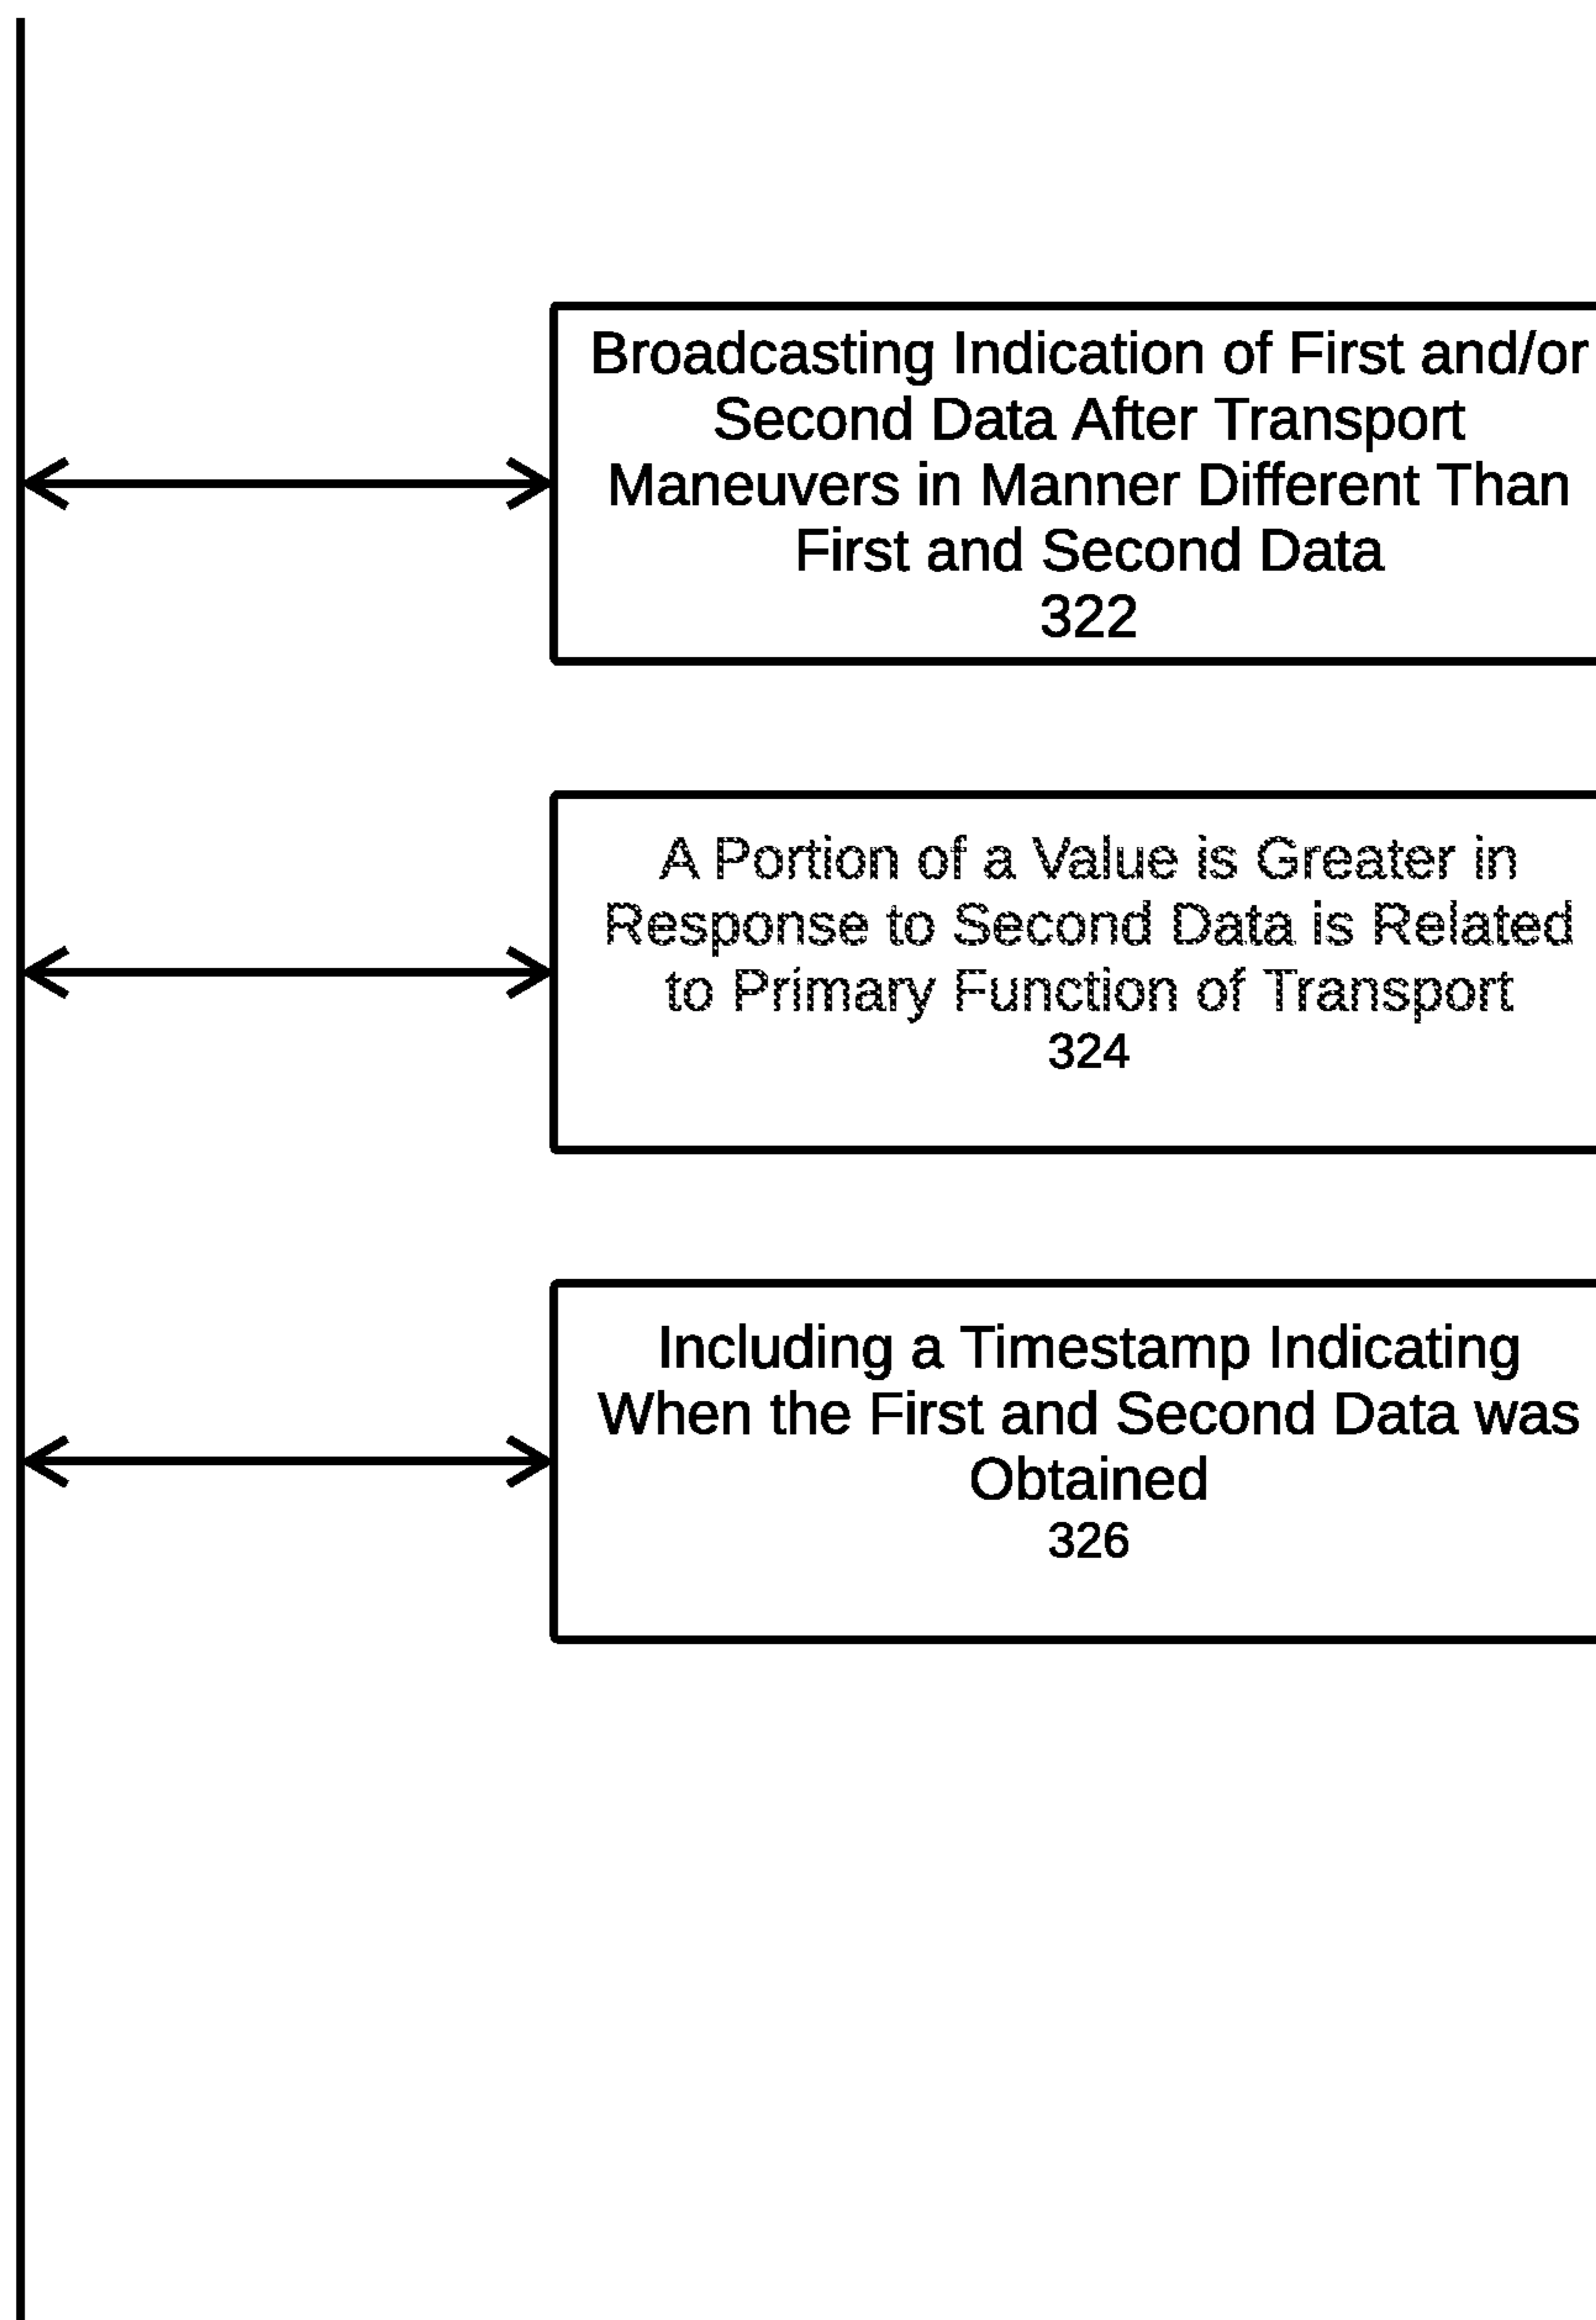 Broadcasting Indication of First and/or
Second Data After Transport
Maneuvers in Manner Different Than
First and Second Data
322
A Portion of a Value is Greater in
Response to Second Data is Related
to Primary Function of Transport
324
Including a Timestamp Indicating
When the First and Second Data was
Obtained
326